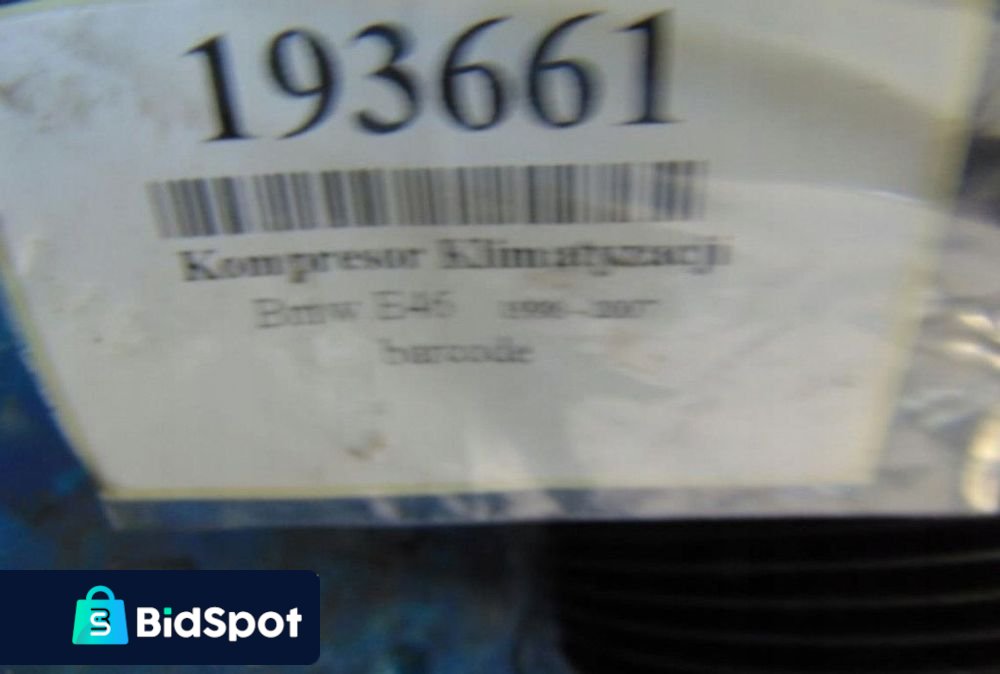 193661
Kompresor Klimatyzacji
Bmw E46 1998-2007
barcode
BidSpot